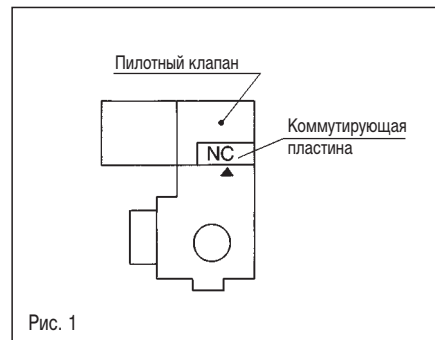 Пилотный клапан
Коммутирующая
пластина
NC
Рис. 1